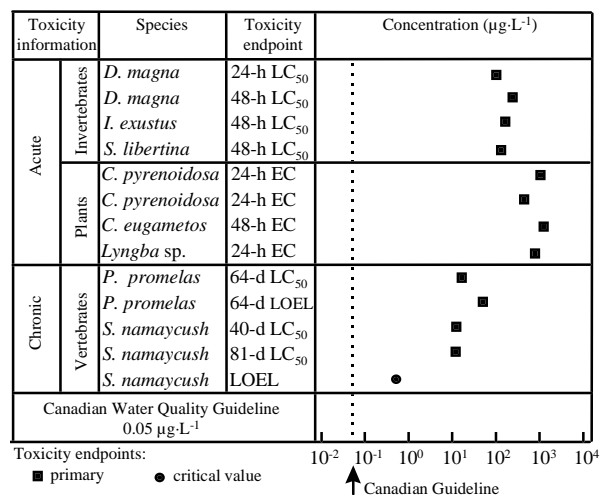 Toxicity information Species Toxicity endpoint Concentration (µg·L-1)
Acute
Invertebrates
D. magna 24-h LC50
D. magna 48-h LC50
I. exustus 48-h LC50
S. libertina 48-h LC50
Plants
C. pyrenoidosa 24-h EC
C. pyrenoidosa 24-h EC
C. eugametos 48-h EC
Lyngba sp. 24-h EC
Chronic
Vertebrates
P. promelas 64-d LC50
P. promelas 64-d LOEL
S. namaycush 40-d LC50
S. namaycush 81-d LC50
S. namaycush LOEL
Canadian Water Quality Guideline
0.05 µg·L-1
10-2 10-1 100 101 102 103 104
Toxicity endpoints:
primary critical value
Canadian Guideline